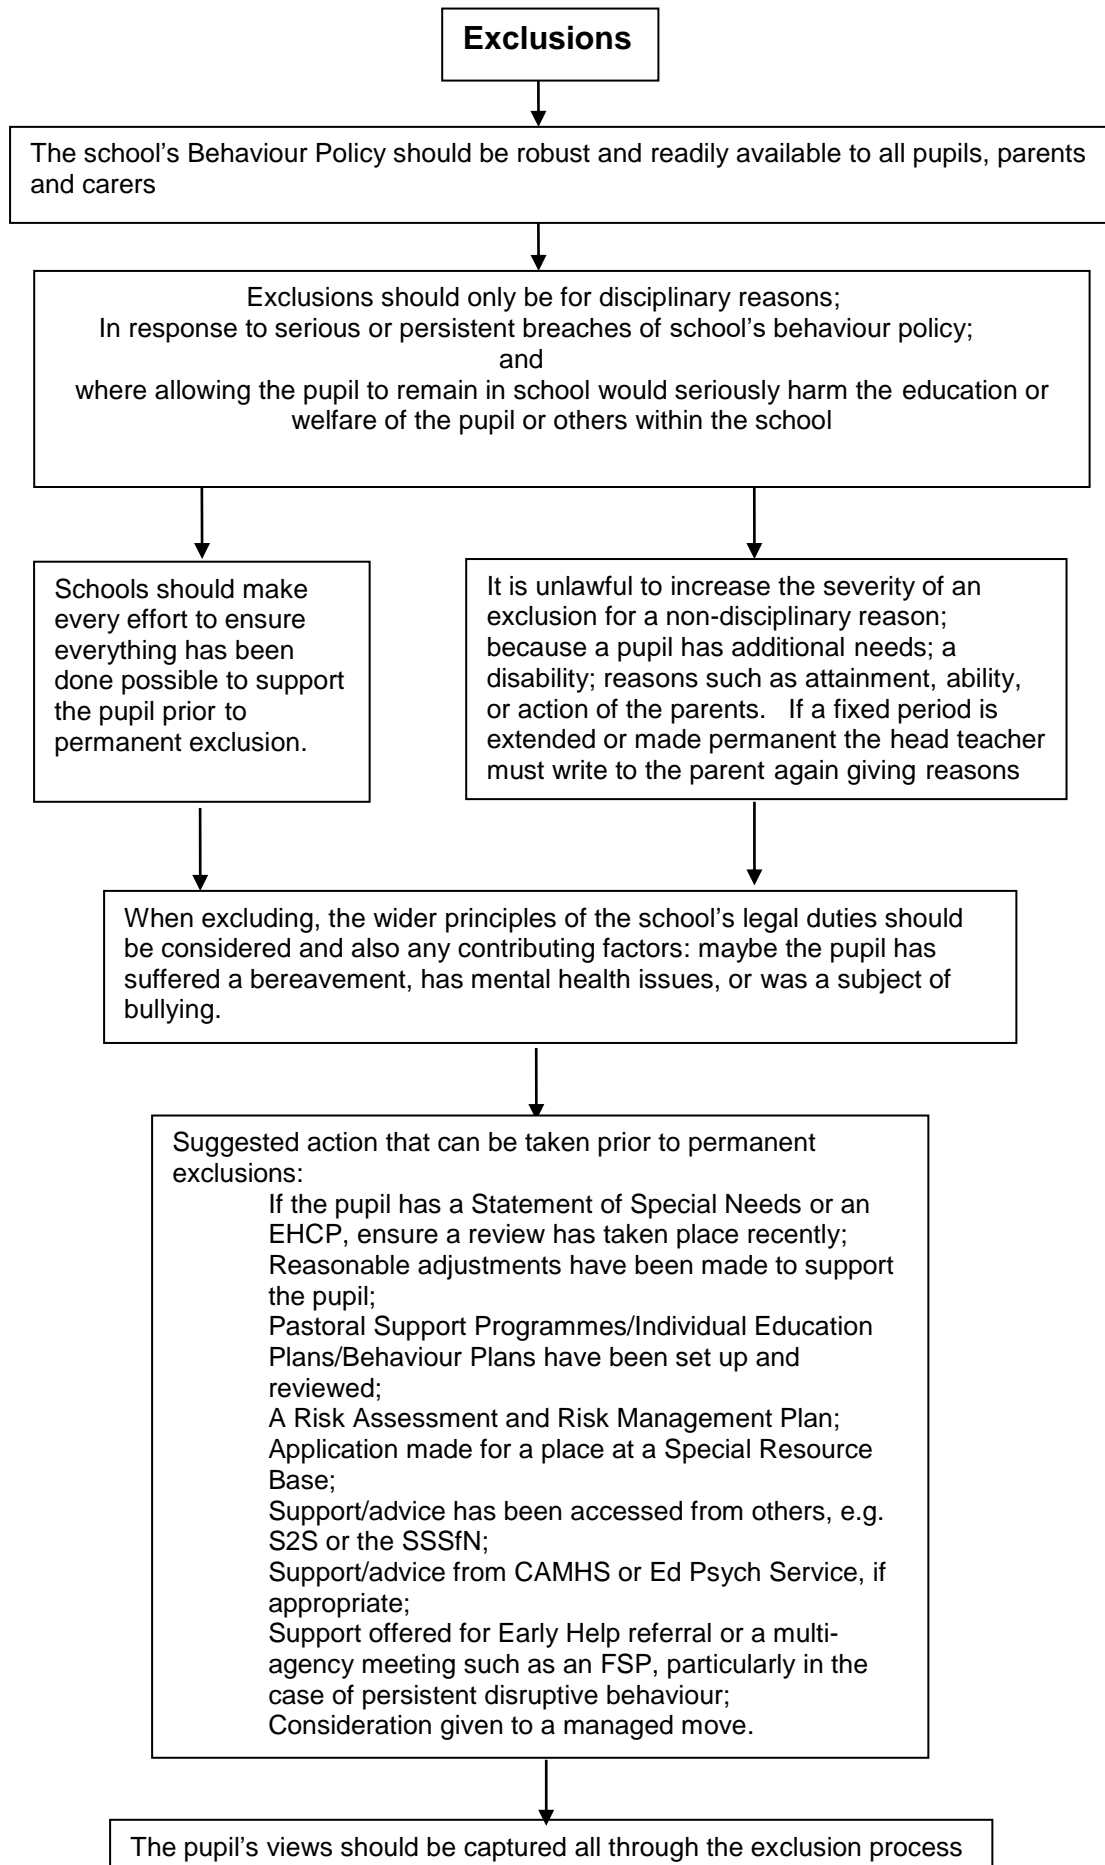 Exclusions
The school's Behaviour Policy should be robust and readily available to all pupils, parents
and carers
Exclusions should only be for disciplinary reasons;
In response to serious or persistent breaches of school's behaviour policy;
and
where allowing the pupil to remain in school would seriously harm the education or
welfare of the pupil or others within the school
Schools should make
every effort to ensure
everything has been
done possible to support
the pupil prior to
permanent exclusion.
It is unlawful to increase the severity of an
exclusion for a non-disciplinary reason;
because a pupil has additional needs; a
disability; reasons such as attainment, ability,
or action of the parents.   If a fixed period is
extended or made permanent the head teacher
must write to the parent again giving reasons
When excluding, the wider principles of the school's legal duties should
be considered and also any contributing factors: maybe the pupil has
suffered a bereavement, has mental health issues, or was a subject of
bullying.
Suggested action that can be taken prior to permanent
exclusions:
If the pupil has a Statement of Special Needs or an
EHCP, ensure a review has taken place recently;
Reasonable adjustments have been made to support
the pupil;
Pastoral Support Programmes/Individual Education
Plans/Behaviour Plans have been set up and
reviewed;
A Risk Assessment and Risk Management Plan;
Application made for a place at a Special Resource
Base;
Support/advice has been accessed from others, e.g.
S2S or the SSSfN;
Support/advice from CAMHS or Ed Psych Service, if
appropriate;
Support offered for Early Help referral or a multi-
agency meeting such as an FSP, particularly in the
case of persistent disruptive behaviour;
Consideration given to a managed move.
The pupil's views should be captured all through the exclusion process